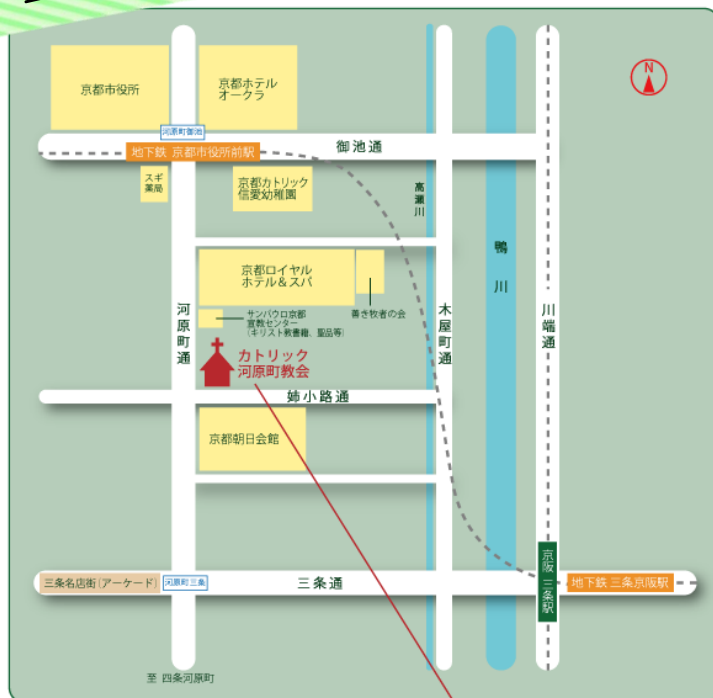 N
京都市役所
京都ホテル
オークラ
河原町御池
地下鉄 京都市役所前駅
御池通
スギ
薬局
京都カトリック
信愛幼稚園
高瀬川
鴨川
京都ロイヤル
ホテル＆スパ
河原町通
サンパウロ京都
宣教センター
(キリスト教書籍、聖品等)
善き牧者の会
木屋町通
川端通
カトリック
河原町教会
姉小路通
京都朝日会館
京阪 三条駅
三条名店街(アーケード)
河原町三条
三条通
地下鉄 三条京阪駅
至 四条河原町